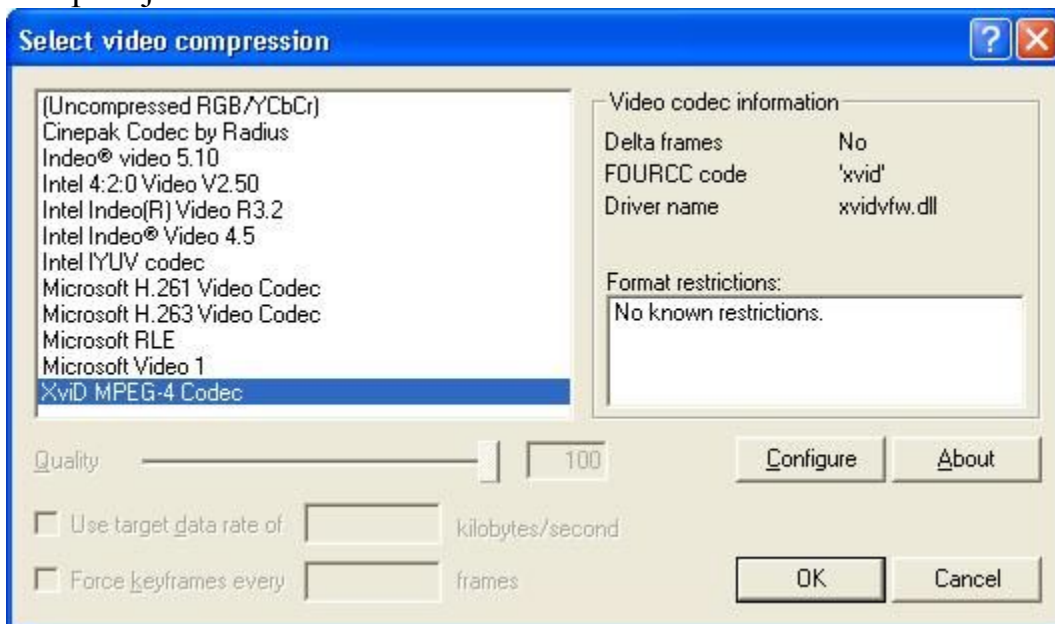 Select video compression
(Uncompressed RGB/YCbCr)
Cinepak Codec by Radius
Indeo® video 5.10
Intel 4:2:0 Video V2.50
Intel Indeo(R) Video R3.2
Intel Indeo® Video 4.5
Intel IYUV codec
Microsoft H.261 Video Codec
Microsoft H.263 Video Codec
Microsoft RLE
Microsoft Video 1
XviD MPEG-4 Codec
Video codec information
Delta frames No
FOURCC code 'xvid'
Driver name xvidvfw.dll
Format restrictions:
No known restrictions.
Quality 100
Configure About
Use target data rate of kilobytes/second
Force keyframes every frames
OK Cancel